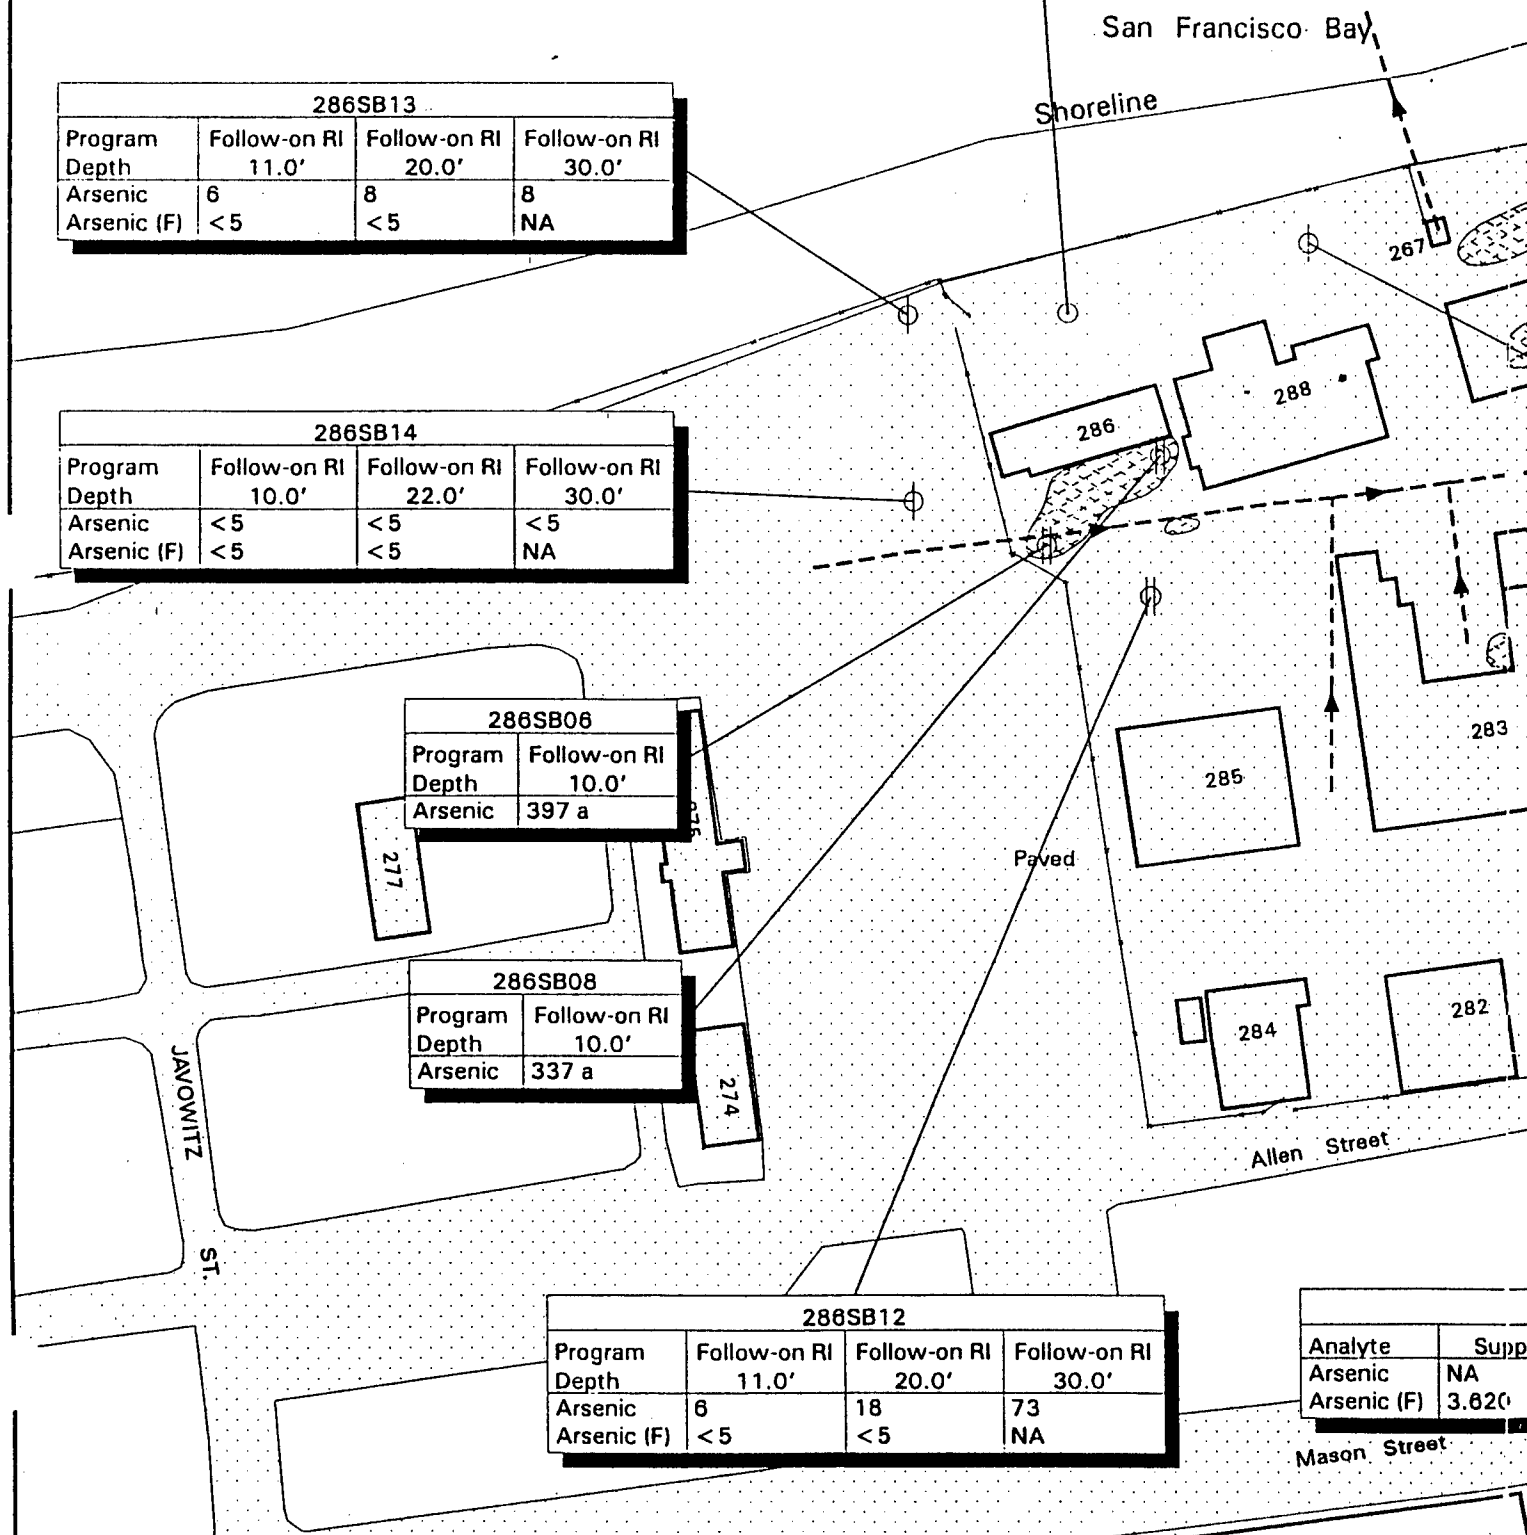 San Francisco Bay
Shoreline
286SB13
Program Follow-on RI Follow-on RI Follow-on RI
Depth 11.0' 20.0' 30.0'
Arsenic 6 8 8
Arsenic (F) <5 <5 NA
267
288
286
286SB14
Program Follow-on RI Follow-on RI Follow-on RI
Depth 10.0' 22.0' 30.0'
Arsenic <5 <5 <5
Arsenic (F) <5 <5 NA
286SB06
Program Follow-on RI
Depth 10.0'
Arsenic 397 a
283
285
277
Paved
286SB08
Program Follow-on RI
Depth 10.0'
Arsenic 337 a
282
284
274
JAVOWITZ
ST.
Allen Street
286SB12
Program Follow-on RI Follow-on RI Follow-on RI
Depth 11.0' 20.0' 30.0'
Arsenic 6 18 73
Arsenic (F) <5 <5 NA
Analyte Supp
Arsenic NA
Arsenic (F) 3.620
Mason Street